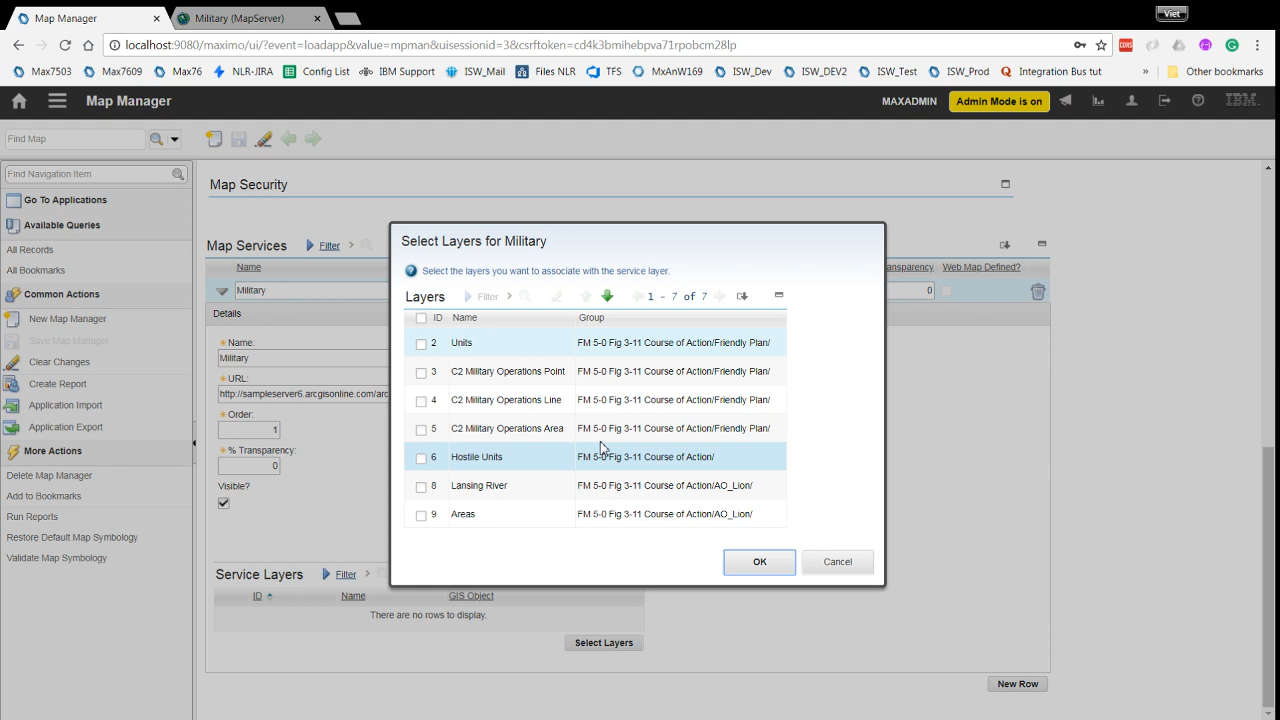 Map Manager
Military (MapServer)
Viet
localhost:9080/maximo/ui/?event=loadapp&value=mpman&uisessionid=3&csrftoken=cd4k3bmihebpva71rpobcm28lp
Max7503 Max7609 Max76 NLR-JIRA Config List IBM Support ISW_Mail Files NLR TFS MxAnW169 ISW_Dev ISW_DEV2 ISW_Test ISW_Prod Integration Bus tut » Other bookmarks
Map Manager
MAXADMIN
Admin Mode is on
IBM
Find Map
Find Navigation Item
Go To Applications
Available Queries
All Records
All Bookmarks
Common Actions
New Map Manager
Save Map Manager
Clear Changes
Create Report
Application Import
Application Export
More Actions
Delete Map Manager
Add to Bookmarks
Run Reports
Restore Default Map Symbology
Validate Map Symbology
Map Security
Map Services Filter
Name
ransparency Web Map Defined?
Military
0
Details
Name:
Military
URL:
http://sampleserver6.arcgisonline.com/arc
Order:
1
% Transparency:
0
Visible?
Service Layers Filter
ID Name GIS Object
There are no rows to display.
Select Layers
New Row
Select Layers for Military
Select the layers you want to associate with the service layer.
Layers Filter 1 - 7 of 7
ID Name Group
2 Units FM 5-0 Fig 3-11 Course of Action/Friendly Plan/
3 C2 Military Operations Point FM 5-0 Fig 3-11 Course of Action/Friendly Plan/
4 C2 Military Operations Line FM 5-0 Fig 3-11 Course of Action/Friendly Plan/
5 C2 Military Operations Area FM 5-0 Fig 3-11 Course of Action/Friendly Plan/
6 Hostile Units FM 5-0 Fig 3-11 Course of Action/
8 Lansing River FM 5-0 Fig 3-11 Course of Action/AO_Lion/
9 Areas FM 5-0 Fig 3-11 Course of Action/AO_Lion/
OK
Cancel